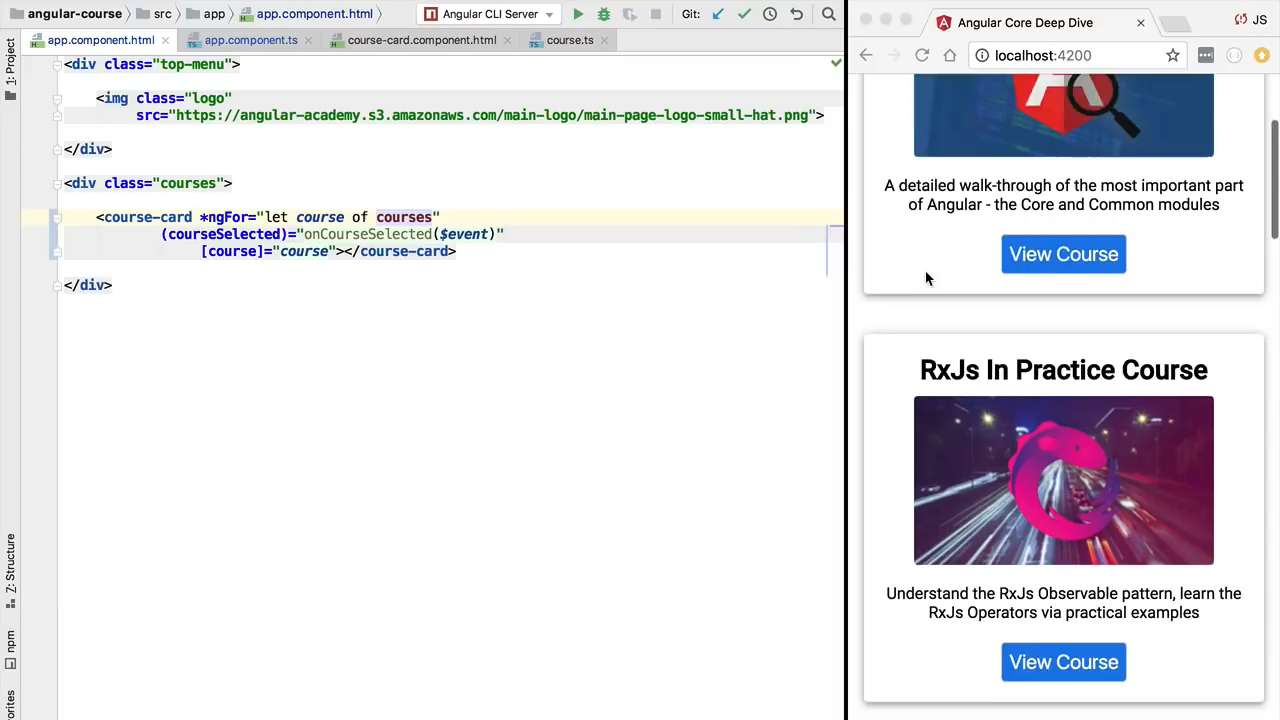 angular-course
src
app
app.component.html
Angular CLI Server
Git:
app.component.html
app.component.ts
course-card.component.html
course.ts
1: Project
Z: Structure
npm
<div class="top-menu">
<img class="logo"
src="https://angular-academy.s3.amazonaws.com/main-logo/main-page-logo-small-hat.png">
</div>
<div class="courses">
<course-card *ngFor="let course of courses"
(courseSelected)="onCourseSelected($event)"
[course]="course"></course-card>
</div>
Angular Core Deep Dive
JS
localhost:4200
A detailed walk-through of the most important part
of Angular - the Core and Common modules
View Course
RxJs In Practice Course
Understand the RxJs Observable pattern, learn the
RxJs Operators via practical examples
View Course